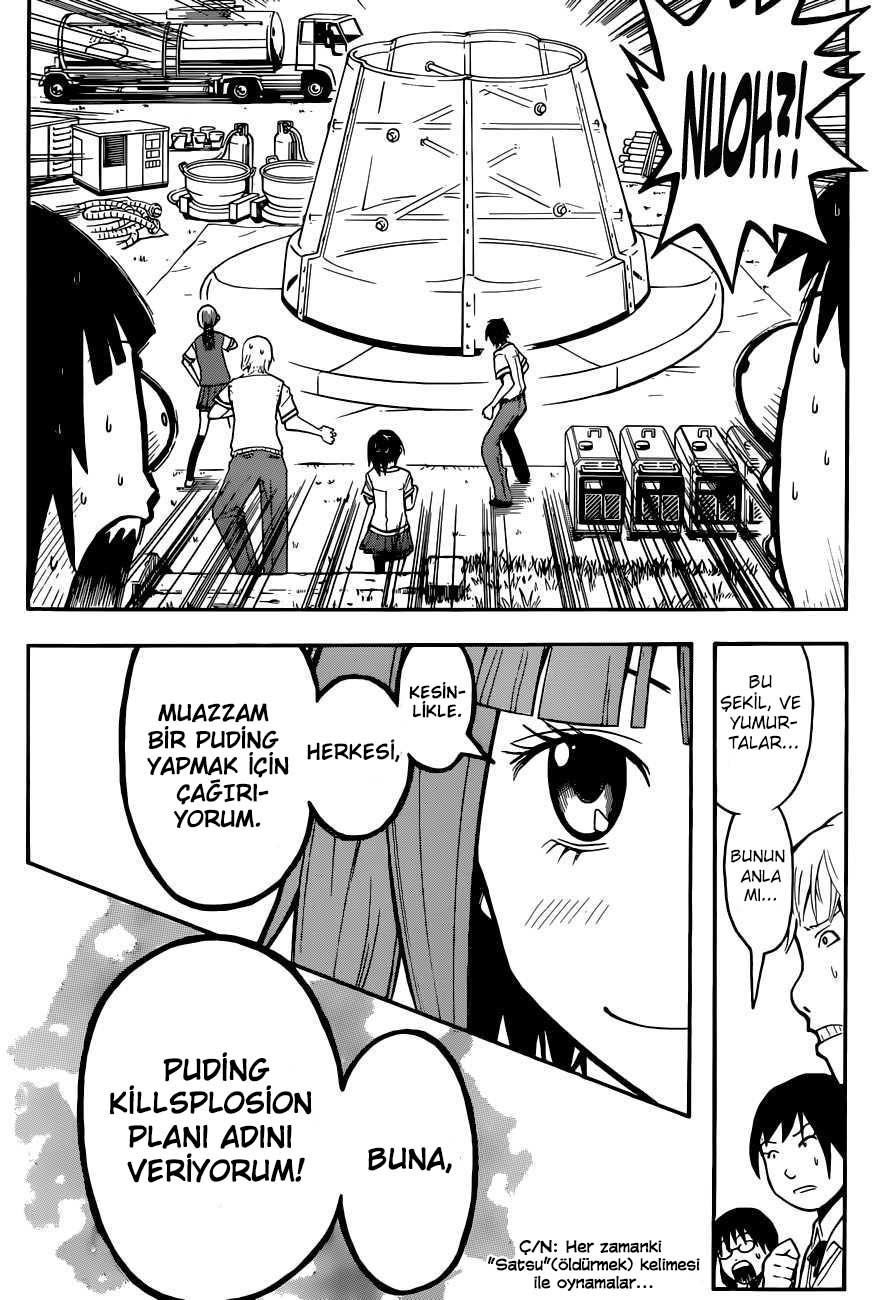 NUOH?!
BU
ŞEKİL, VE
YUMUR-
TALAR...
BUNUN
ANLA
MI...
KESİN-
LİKLE.
HERKESİ,
MUAZZAM
BİR PUDİNG
YAPMAK İÇİN
ÇAĞIRI-
YORUM.
BUNA,
PUDİNG
KILLSPLOSION
PLANI ADINI
VERİYORUM!
Ç/N: Her zamanki
"Satsu"(öldürmek) kelimesi
ile oynamalar...